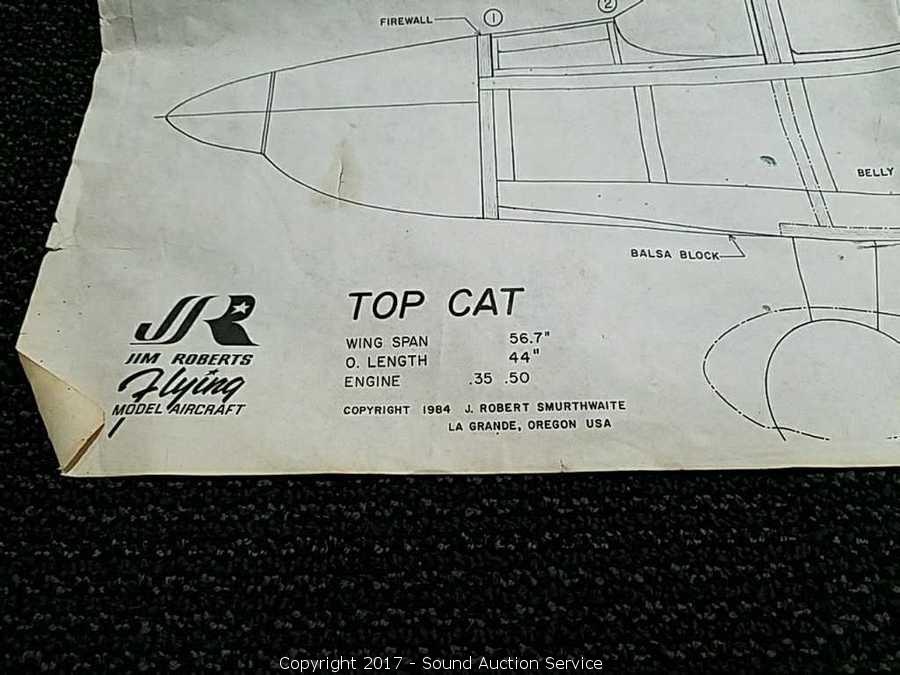 FIREWALL
1
2
BELLY
BALSA BLOCK
JR
JIM ROBERTS
Flying
MODEL AIRCRAFT
TOP CAT
WING SPAN 56.7"
O. LENGTH 44"
ENGINE .35 .50
COPYRIGHT 1984 J. ROBERT SMURTHWAITE
LA GRANDE, OREGON USA
Copyright 2017 - Sound Auction Service